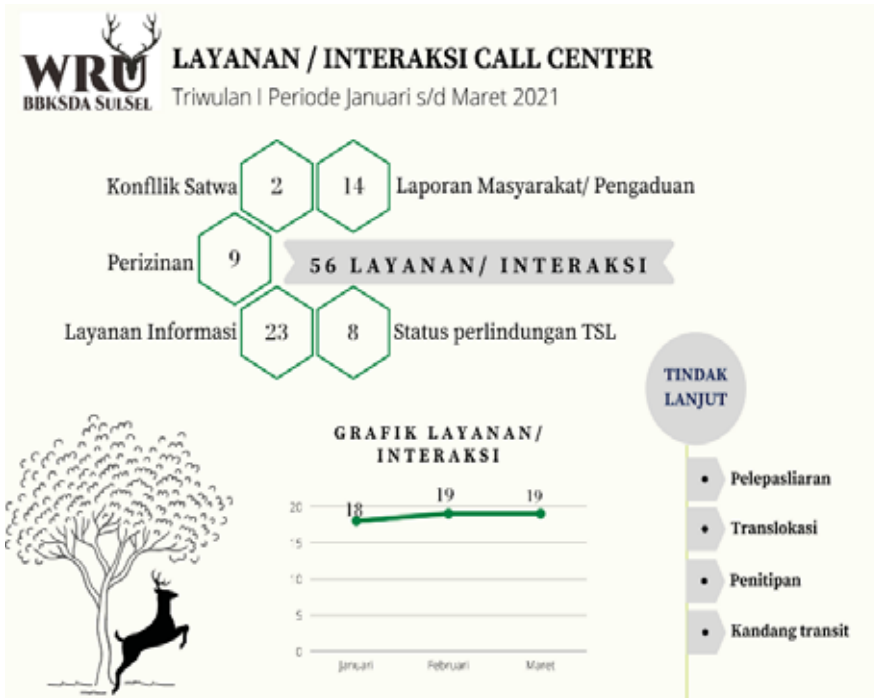 WRU
BBKSDA SULSEL
LAYANAN / INTERAKSI CALL CENTER
Triwulan I Periode Januari s/d Maret 2021
Konfllik Satwa
2
14
Laporan Masyarakat/ Pengaduan
Perizinan
9
56 LAYANAN/ INTERAKSI
Layanan Informasi
23
8
Status perlindungan TSL
TINDAK
LANJUT
GRAFIK LAYANAN/
INTERAKSI
20
15
10
5
0
18
19
19
Januari
Februari
Maret
Pelepasliaran
Translokasi
Penitipan
Kandang transit